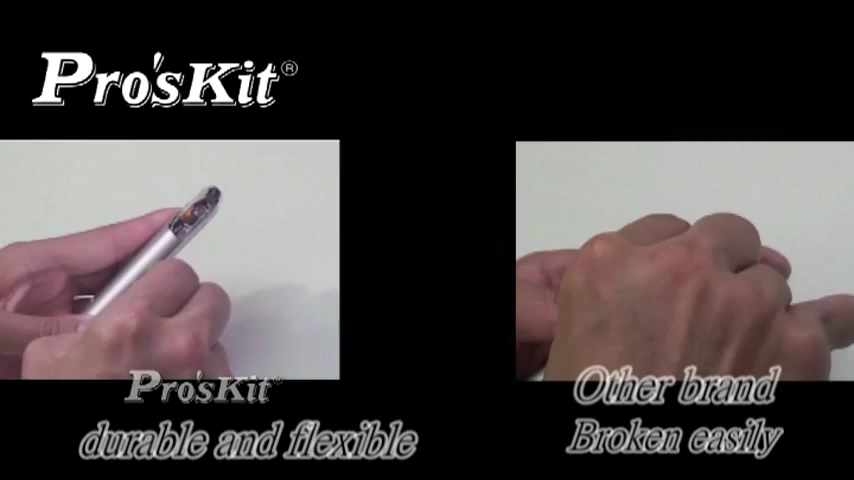 Pro'sKit®
Pro'sKit®
durable and flexible
Other brand
Broken easily